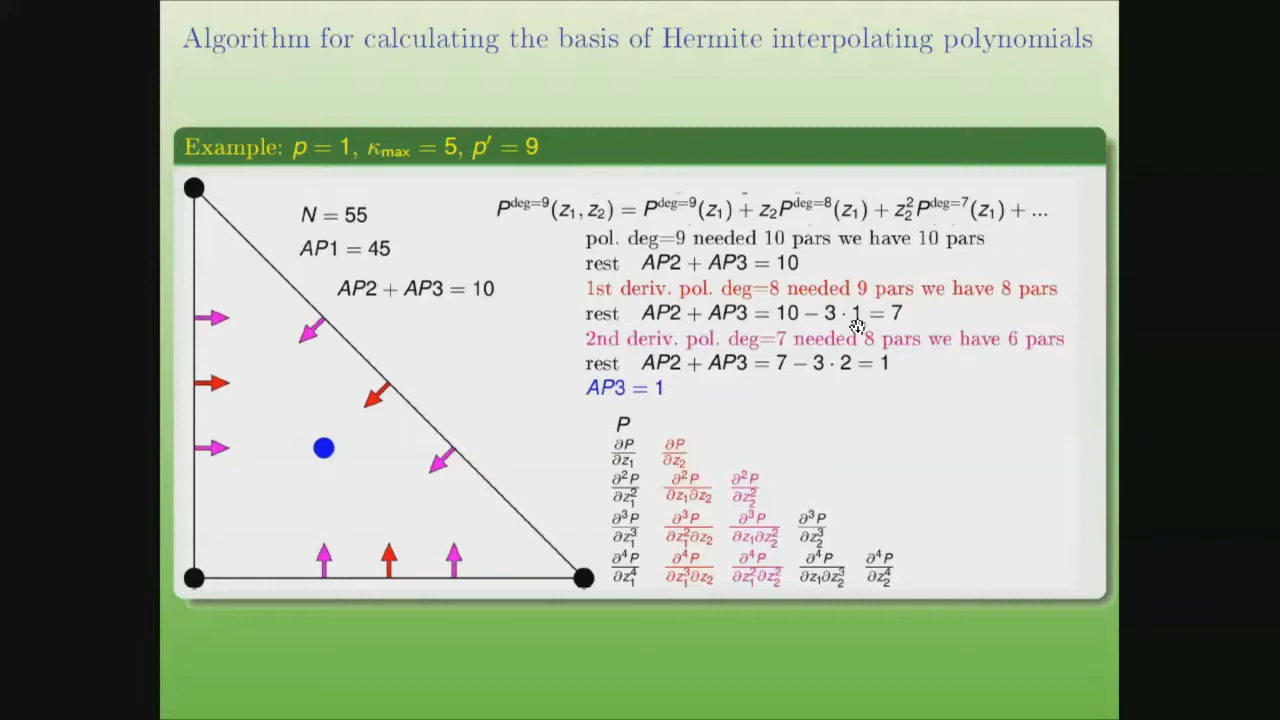 Algorithm for calculating the basis of Hermite interpolating polynomials
Example: p = 1, κ_max = 5, p′ = 9
N = 55
AP1 = 45
AP2 + AP3 = 10
P^{deg=9}(z₁, z₂) = P^{deg=9}(z₁) + z₂P^{deg=8}(z₁) + z₂²P^{deg=7}(z₁) + ...
pol. deg=9 needed 10 pars we have 10 pars
rest AP2 + AP3 = 10
1st deriv. pol. deg=8 needed 9 pars we have 8 pars
rest AP2 + AP3 = 10 − 3 · 1 = 7
2nd deriv. pol. deg=7 needed 8 pars we have 6 pars
rest AP2 + AP3 = 7 − 3 · 2 = 1
AP3 = 1
P
∂P/∂z₁ ∂P/∂z₂
∂²P/∂z₁² ∂²P/∂z₁∂z₂ ∂²P/∂z₂²
∂³P/∂z₁³ ∂³P/∂z₁²∂z₂ ∂³P/∂z₁∂z₂² ∂³P/∂z₂³
∂⁴P/∂z₁⁴ ∂⁴P/∂z₁³∂z₂ ∂⁴P/∂z₁²∂z₂² ∂⁴P/∂z₁∂z₂³ ∂⁴P/∂z₂⁴